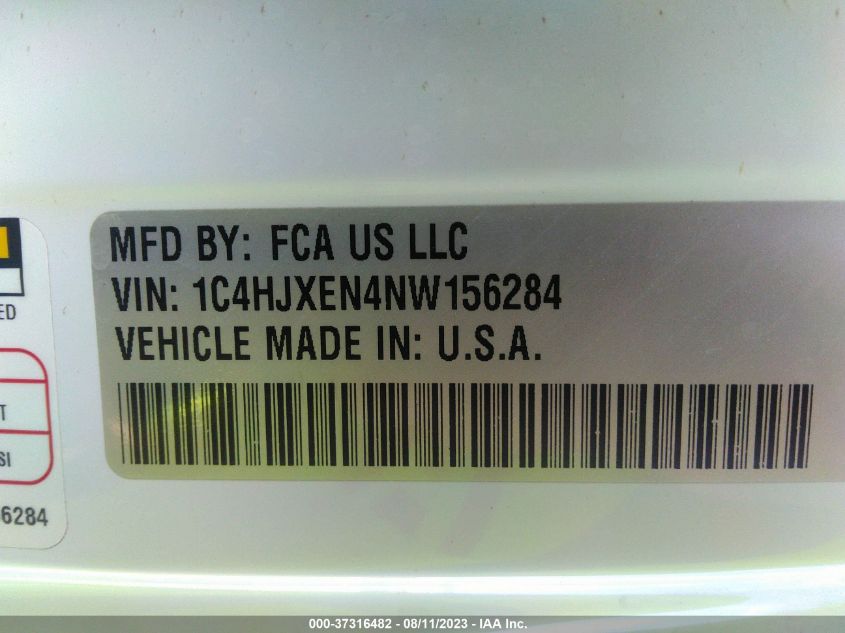 MFD BY: FCA US LLC
VIN: 1C4HJXEN4NW156284
VEHICLE MADE IN: U.S.A.
ED
T
SI
6284
000-37316482 - 08/11/2023 - IAA Inc.